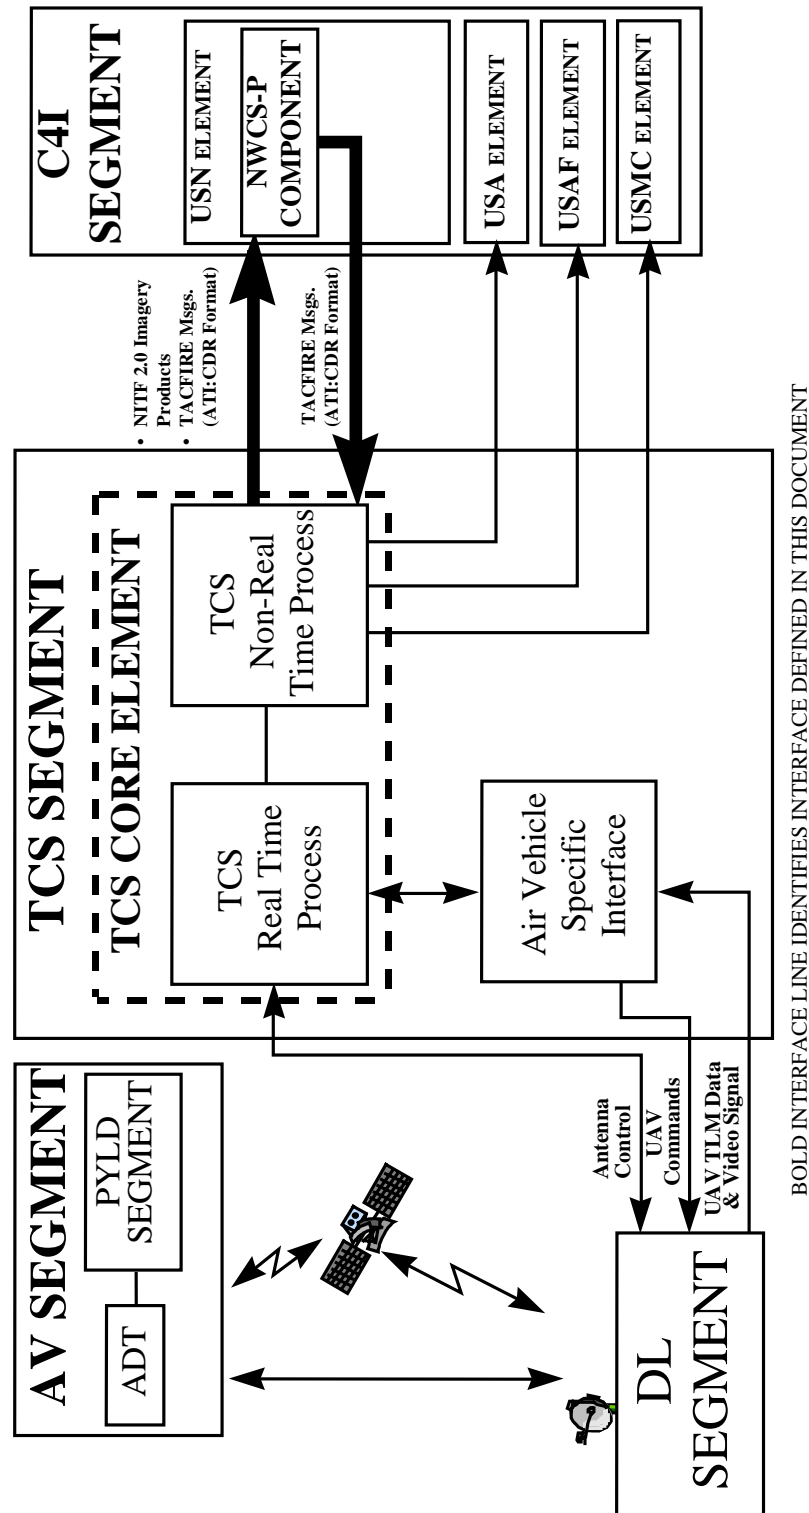 AV SEGMENT
PYLD
SEGMENT
ADT
DL
SEGMENT
Antenna
Control
UAV
Commands
UAV TLM Data
& Video Signal
TCS SEGMENT
TCS CORE ELEMENT
TCS
Real Time
Process
TCS
Non-Real
Time Process
Air Vehicle
Specific
Interface
• NITF 2.0 Imagery
Products
• TACFIRE Msgs.
(ATI:CDR Format)
TACFIRE Msgs.
(ATI:CDR Format)
C4I
SEGMENT
USN ELEMENT
NWCS-P
COMPONENT
USA ELEMENT
USAF ELEMENT
USMC ELEMENT
BOLD INTERFACE LINE IDENTIFIES INTERFACE DEFINED IN THIS DOCUMENT